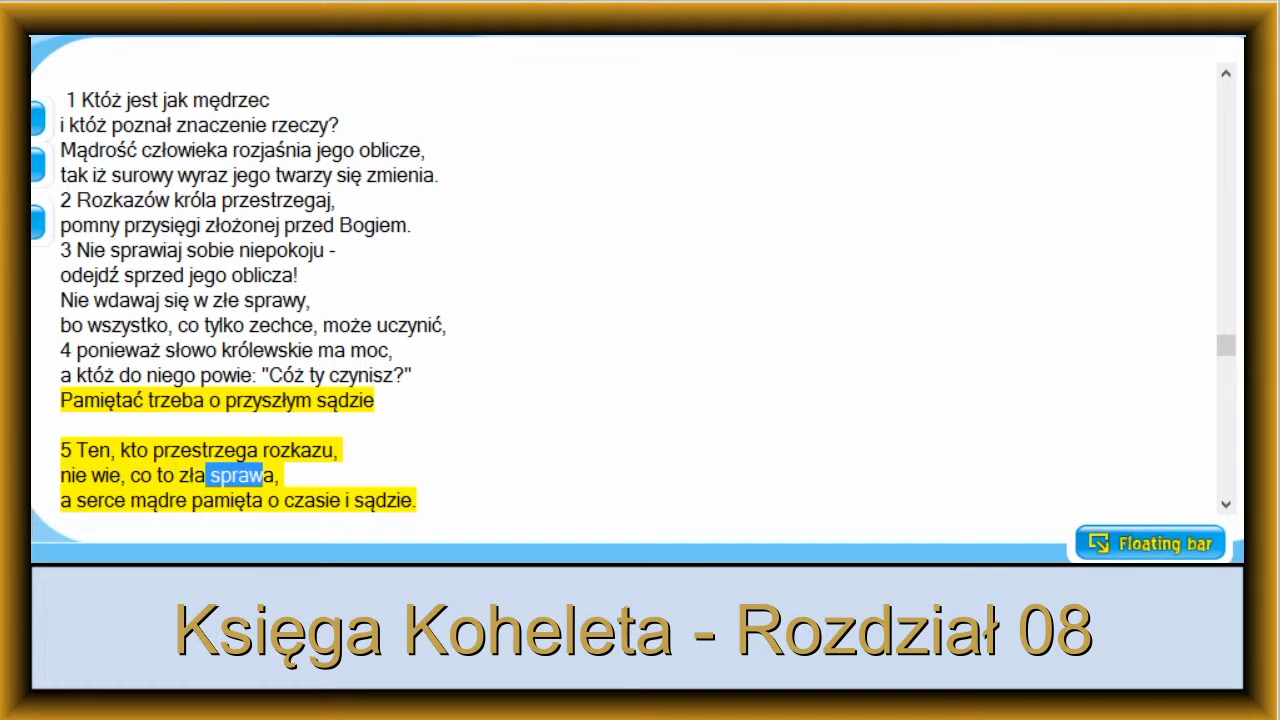 1 Któż jest jak mędrzec
i któż poznał znaczenie rzeczy?
Mądrość człowieka rozjaśnia jego oblicze,
tak iż surowy wyraz jego twarzy się zmienia.
2 Rozkazów króla przestrzegaj,
pomny przysięgi złożonej przed Bogiem.
3 Nie sprawiaj sobie niepokoju -
odejdź sprzed jego oblicza!
Nie wdawaj się w złe sprawy,
bo wszystko, co tylko zechce, może uczynić,
4 ponieważ słowo królewskie ma moc,
a któż do niego powie: "Cóż ty czynisz?"
Pamiętać trzeba o przyszłym sądzie
5 Ten, kto przestrzega rozkazu,
nie wie, co to zła sprawa,
a serce mądre pamięta o czasie i sądzie.
Floating bar
Księga Koheleta - Rozdział 08